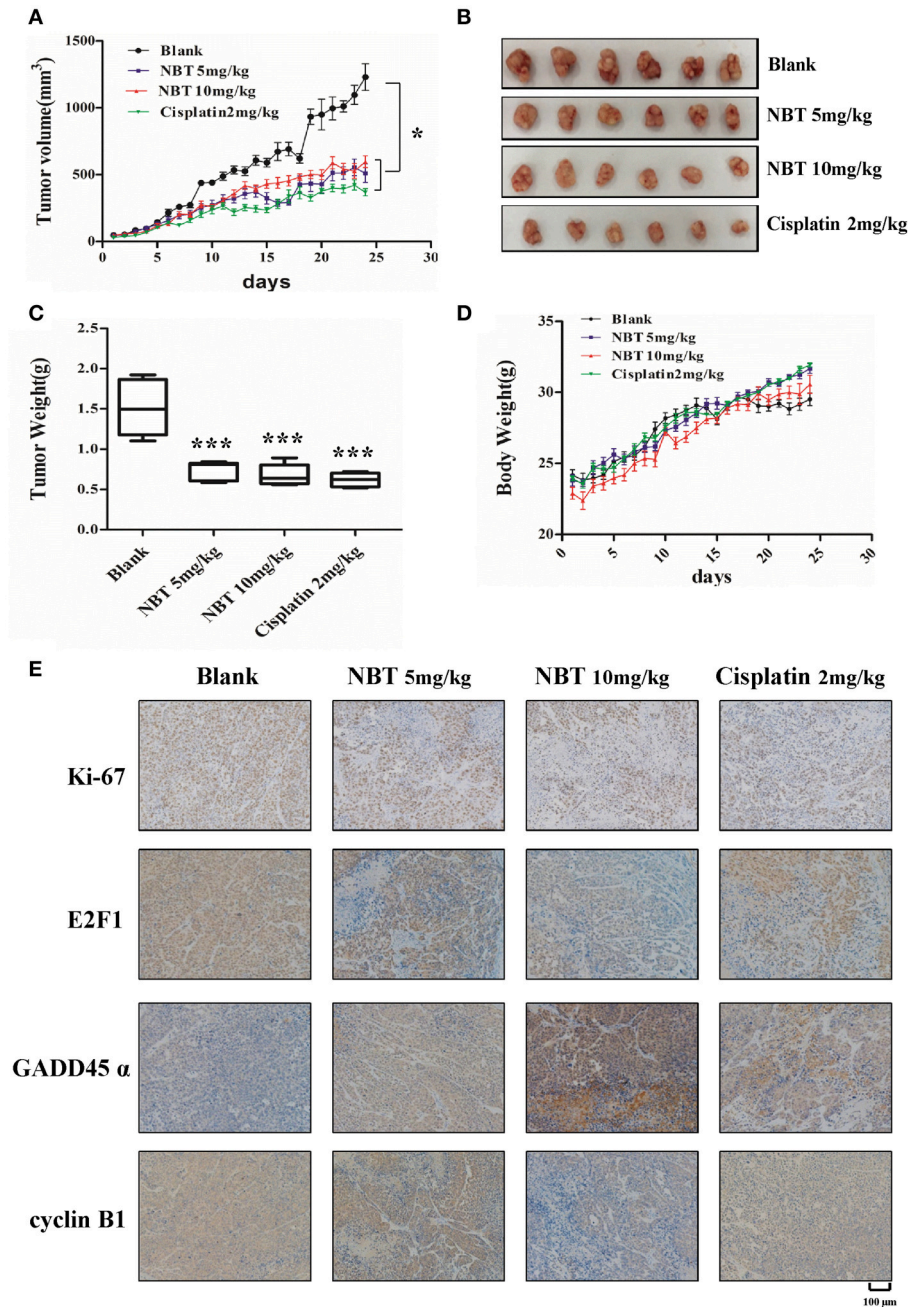 A
Tumor volume(mm³)
1500
1000
500
0
0 5 10 15 20 25 30
days
Blank
NBT 5mg/kg
NBT 10mg/kg
Cisplatin2mg/kg
*
B
Blank
NBT 5mg/kg
NBT 10mg/kg
Cisplatin 2mg/kg
C
Tumor Weight(g)
2.5
2.0
1.5
1.0
0.5
0.0
*** *** ***
Blank
NBT 5mg/kg
NBT 10mg/kg
Cisplatin 2mg/kg
D
Body Weight(g)
35
30
25
20
0 5 10 15 20 25 30
days
Blank
NBT 5mg/kg
NBT 10mg/kg
Cisplatin2mg/kg
E
Blank NBT 5mg/kg NBT 10mg/kg Cisplatin 2mg/kg
Ki-67
E2F1
GADD45 α
cyclin B1
100 μm